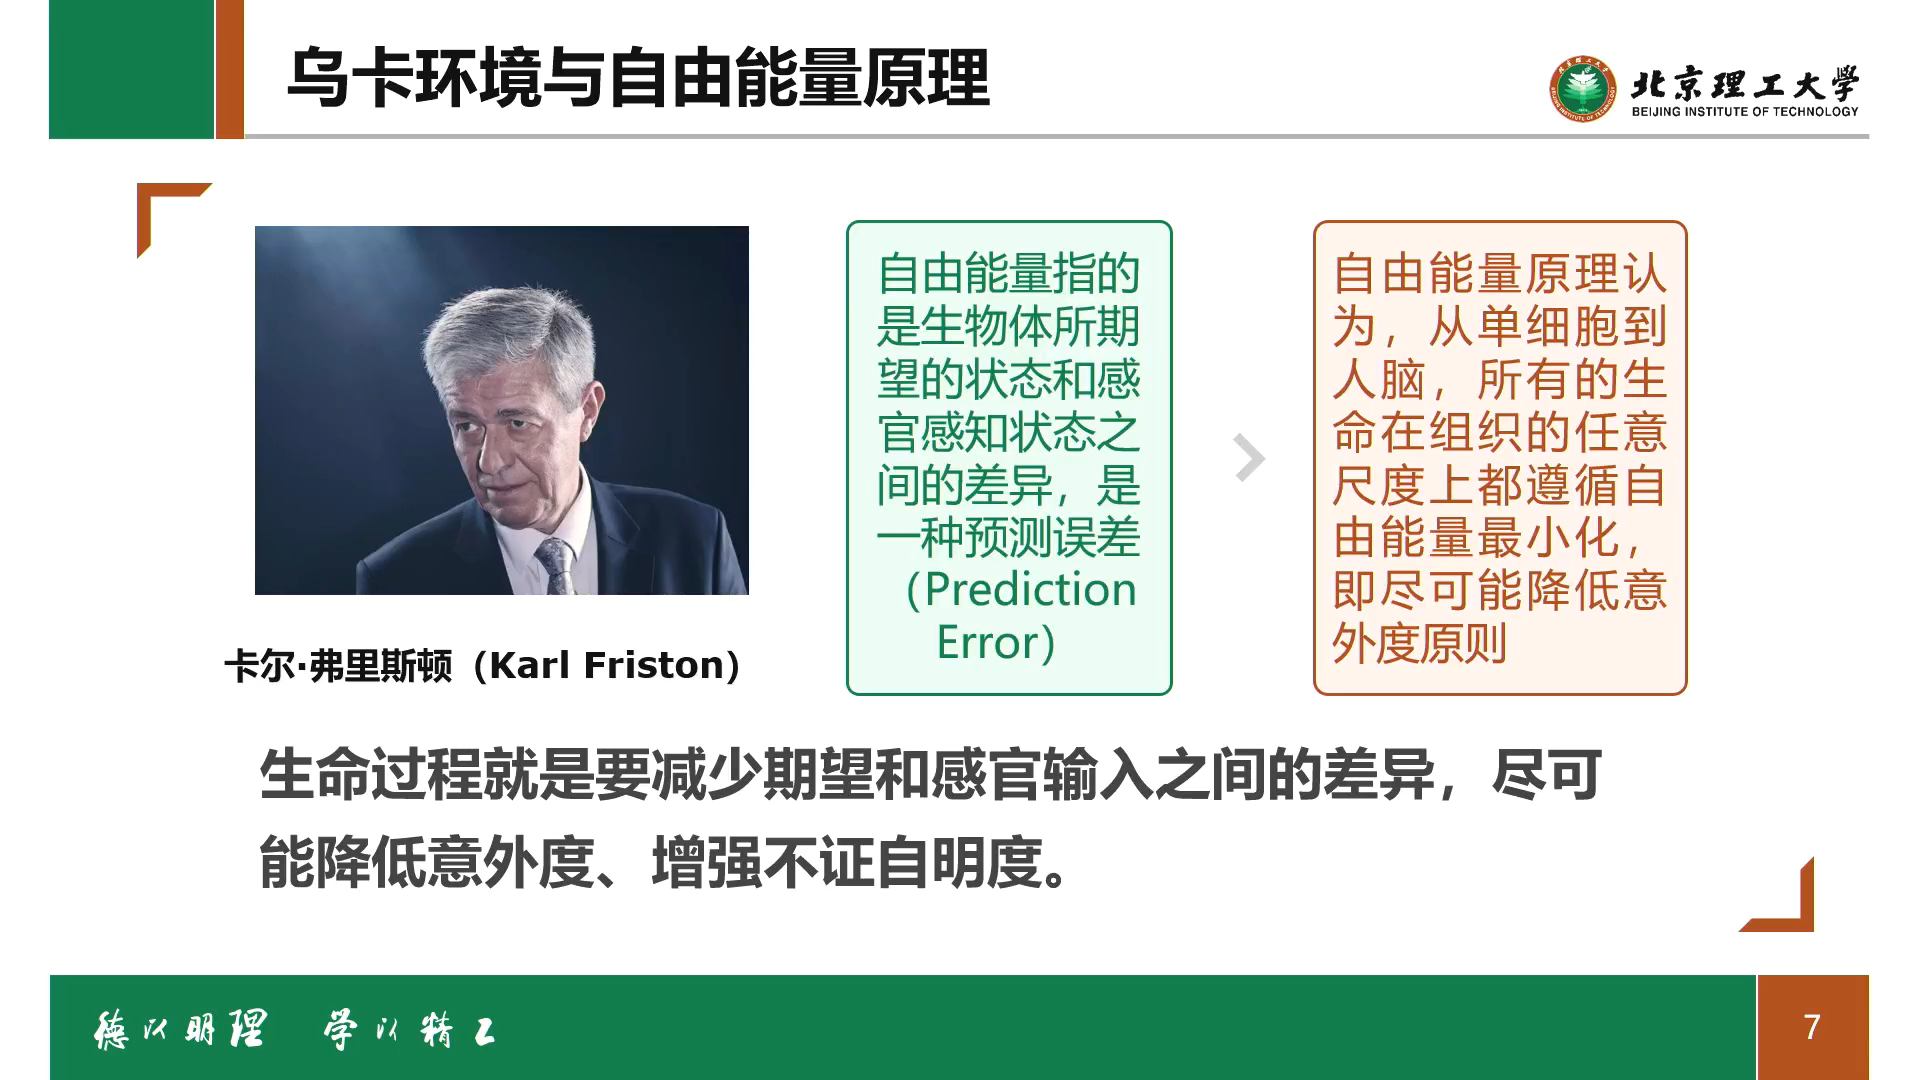 乌卡环境与自由能量原理
北京理工大学
BEIJING INSTITUTE OF TECHNOLOGY
卡尔·弗里斯顿（Karl Friston）
自由能量指的
是生物体所期
望的状态和感
官感知状态之
间的差异，是
一种预测误差
（Prediction
Error）
自由能量原理认
为，从单细胞到
人脑，所有的生
命在组织的任意
尺度上都遵循自
由能量最小化，
即尽可能降低意
外度原则
生命过程就是要减少期望和感官输入之间的差异，尽可
能降低意外度、增强不证自明度。
德以明理 学以精工
7